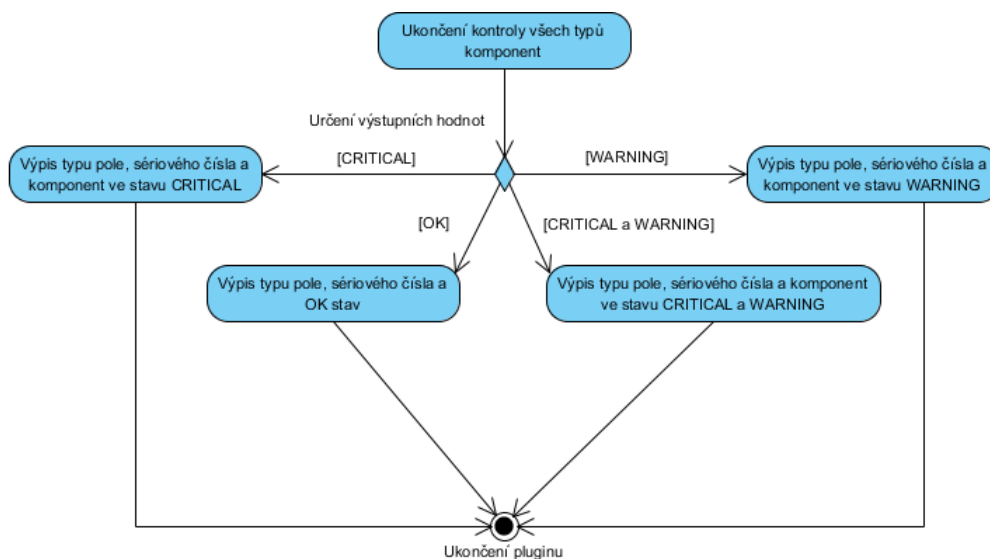 Ukončení kontroly všech typů
komponent
Určení výstupních hodnot
[CRITICAL]
[WARNING]
Výpis typu pole, sériového čísla a
komponent ve stavu CRITICAL
Výpis typu pole, sériového čísla a
komponent ve stavu WARNING
[OK]
[CRITICAL a WARNING]
Výpis typu pole, sériového čísla a
OK stav
Výpis typu pole, sériového čísla a komponent
ve stavu CRITICAL a WARNING
Ukončení pluginu